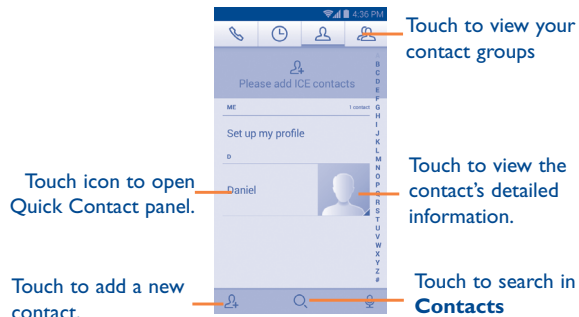 4:36 PM
Touch to view your
contact groups
Please add ICE contacts
ME
1 contact
Set up my profile
D
Daniel
B
C
D
E
F
G
H
I
J
K
L
M
N
O
P
Q
R
S
T
U
V
W
X
Y
Z
#
Touch icon to open
Quick Contact panel.
Touch to view the
contact’s detailed
information.
Touch to add a new
contact.
Touch to search in
Contacts